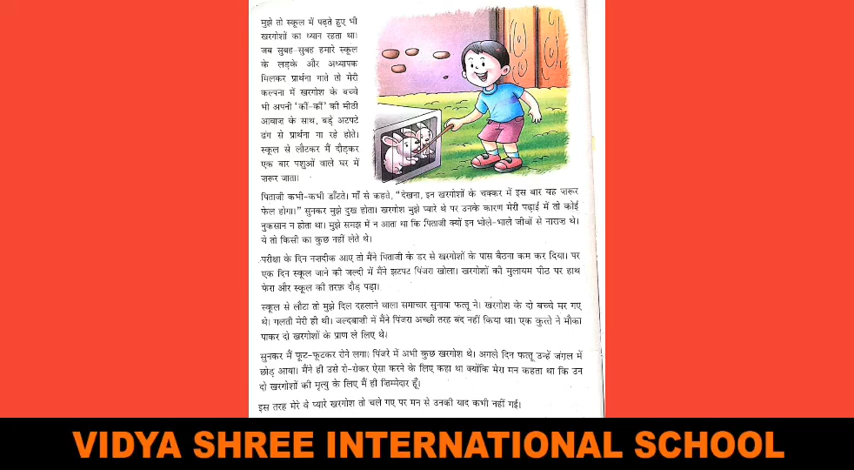 मुझे तो स्कूल में पढ़ते हुए भी
खरगोशों का ध्यान रहता था।
जब सुबह-सुबह हमारे स्कूल
के लड़के और अध्यापक
मिलकर प्रार्थना गाते तो मेरी
कल्पना में खरगोश के बच्चे
भी अपनी 'कीं-कीं' की मीठी
आवाज़ के साथ, बड़े अटपटे
ढंग से प्रार्थना गा रहे होते।
स्कूल से लौटकर मैं दौड़कर
एक बार पशुओं वाले घर में
ज़रूर जाता।
पिताजी कभी-कभी डाँटते। माँ से कहते, "देखना, इन खरगोशों के चक्कर में इस बार यह ज़रूर
फेल होगा।" सुनकर मुझे दुख होता। खरगोश मुझे प्यारे थे पर उनके कारण मेरी पढ़ाई में तो कोई
नुकसान न होता था। मुझे समझ में न आता था कि पिताजी क्यों इन भोले-भाले जीवों से नाराज़ थे।
ये तो किसी का कुछ नहीं लेते थे।
परीक्षा के दिन नज़दीक आए तो मैंने पिताजी के डर से खरगोशों के पास बैठना कम कर दिया। पर
एक दिन स्कूल जाने की जल्दी में मैंने झटपट पिंजरा खोला। खरगोशों की मुलायम पीठ पर हाथ
फेरा और स्कूल की तरफ़ दौड़ पड़ा।
स्कूल से लौटा तो मुझे दिल दहलाने वाला समाचार सुनाया फत्तू ने। खरगोश के दो बच्चे मर गए
थे। गलती मेरी ही थी। जल्दबाज़ी में मैंने पिंजरा अच्छी तरह बंद नहीं किया था। एक कुत्ते ने मौका
पाकर दो खरगोशों के प्राण ले लिए थे।
सुनकर मैं फूट-फूटकर रोने लगा। पिंजरे में अभी कुछ खरगोश थे। अगले दिन फत्तू उन्हें जंगल में
छोड़ आया। मैंने ही उसे रो-रोकर ऐसा करने के लिए कहा था क्योंकि मेरा मन कहता था कि उन
दो खरगोशों की मृत्यु के लिए मैं ही ज़िम्मेदार हूँ।
इस तरह मेरे वे प्यारे खरगोश तो चले गए पर मन से उनकी याद कभी नहीं गई।
VIDYA SHREE INTERNATIONAL SCHOOL